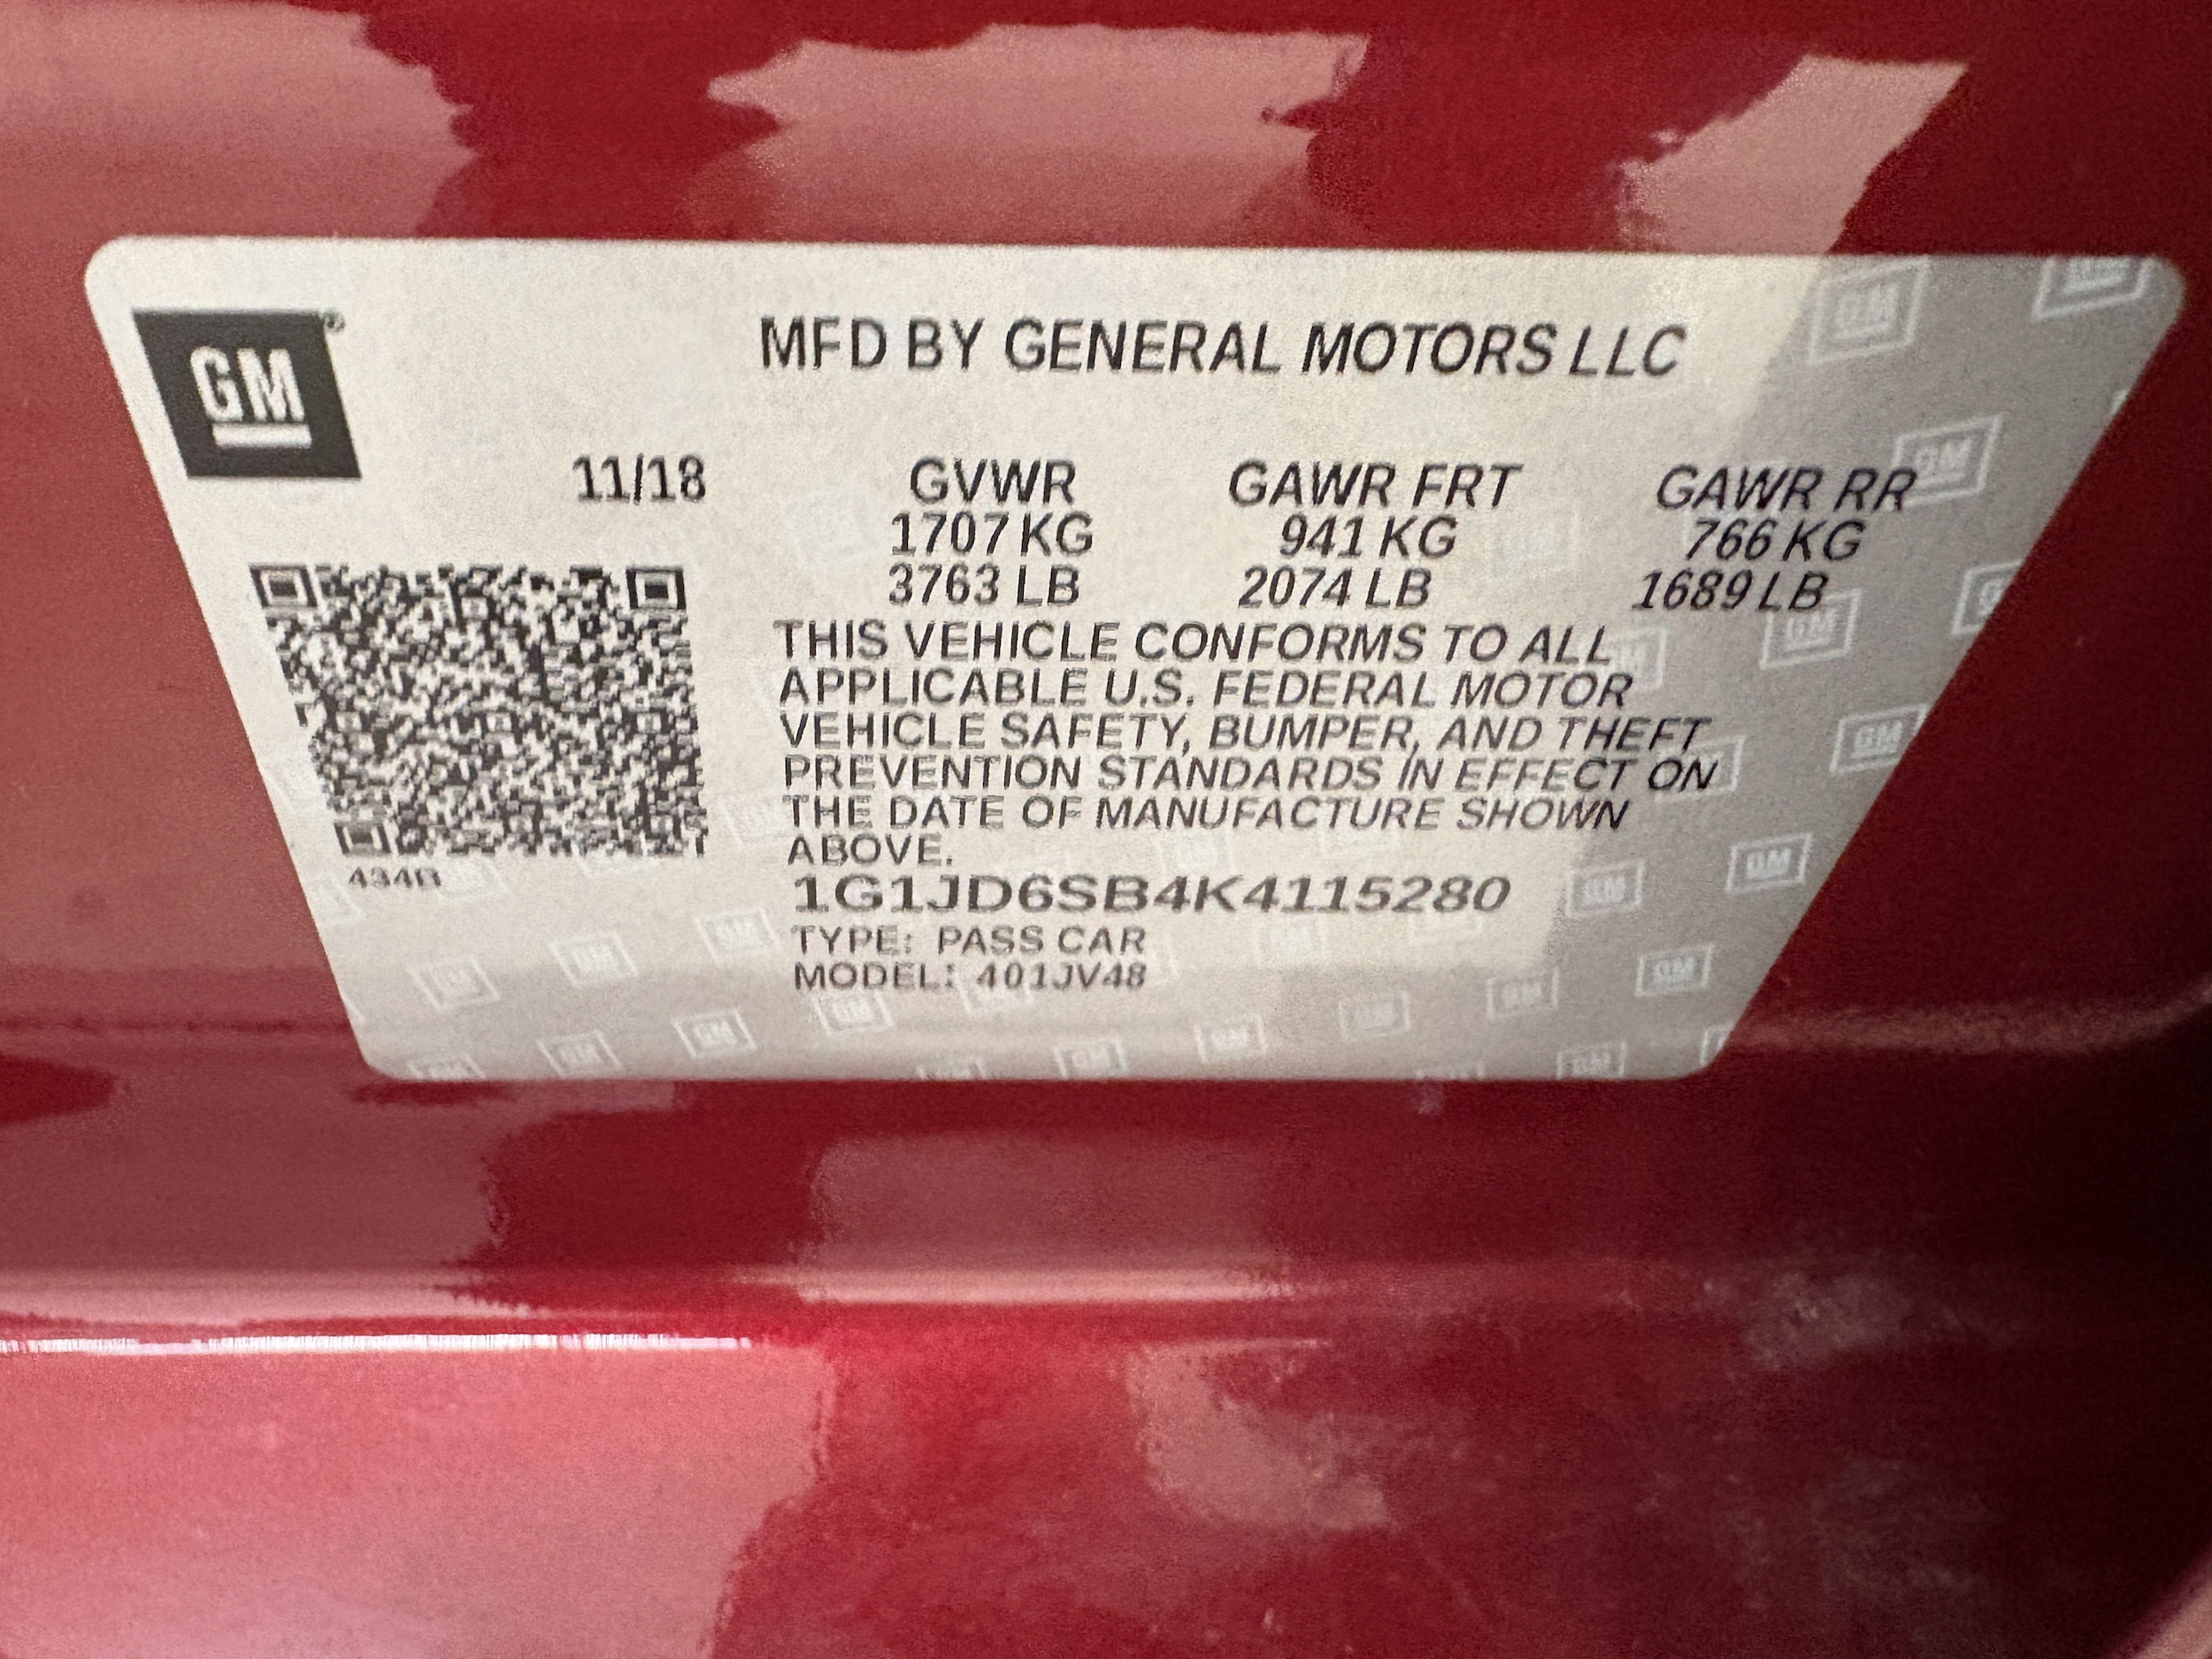 GM
MFD BY GENERAL MOTORS LLC
11/18 GVWR GAWR FRT GAWR RR
1707 KG 941 KG 766 KG
3763 LB 2074 LB 1689 LB
THIS VEHICLE CONFORMS TO ALL
APPLICABLE U.S. FEDERAL MOTOR
VEHICLE SAFETY, BUMPER, AND THEFT
PREVENTION STANDARDS IN EFFECT ON
THE DATE OF MANUFACTURE SHOWN
ABOVE.
434B
1G1JD6SB4K4115280
TYPE: PASS CAR
MODEL: 401JV48